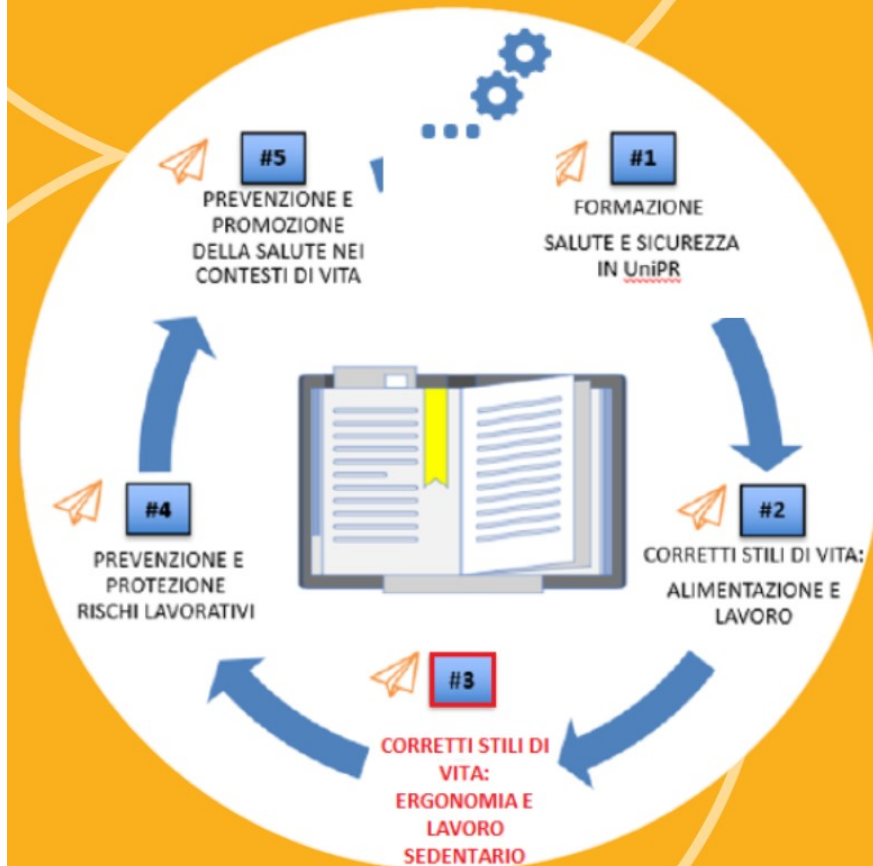 #1
FORMAZIONE
SALUTE E SICUREZZA
IN UniPR
#2
CORRETTI STILI DI VITA:
ALIMENTAZIONE E
LAVORO
#3
CORRETTI STILI DI
VITA:
ERGONOMIA E
LAVORO
SEDENTARIO
#4
PREVENZIONE E
PROTEZIONE
RISCHI LAVORATIVI
#5
PREVENZIONE E
PROMOZIONE
DELLA SALUTE NEI
CONTESTI DI VITA